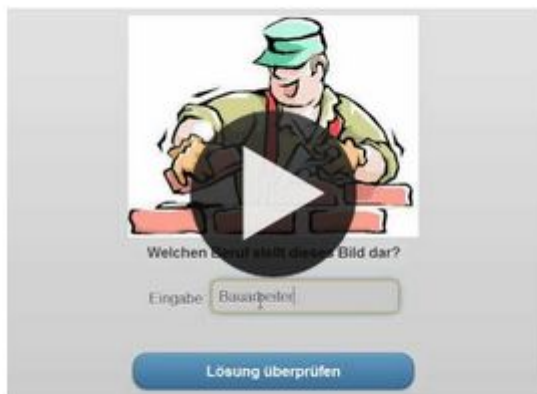 Welchen Beruf stellt dieses Bild dar?
Eingabe: Bauarbeiter
Lösung überprüfen